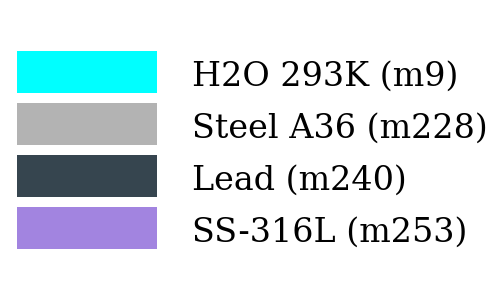 H2O 293K (m9)
Steel A36 (m228)
Lead (m240)
SS-316L (m253)